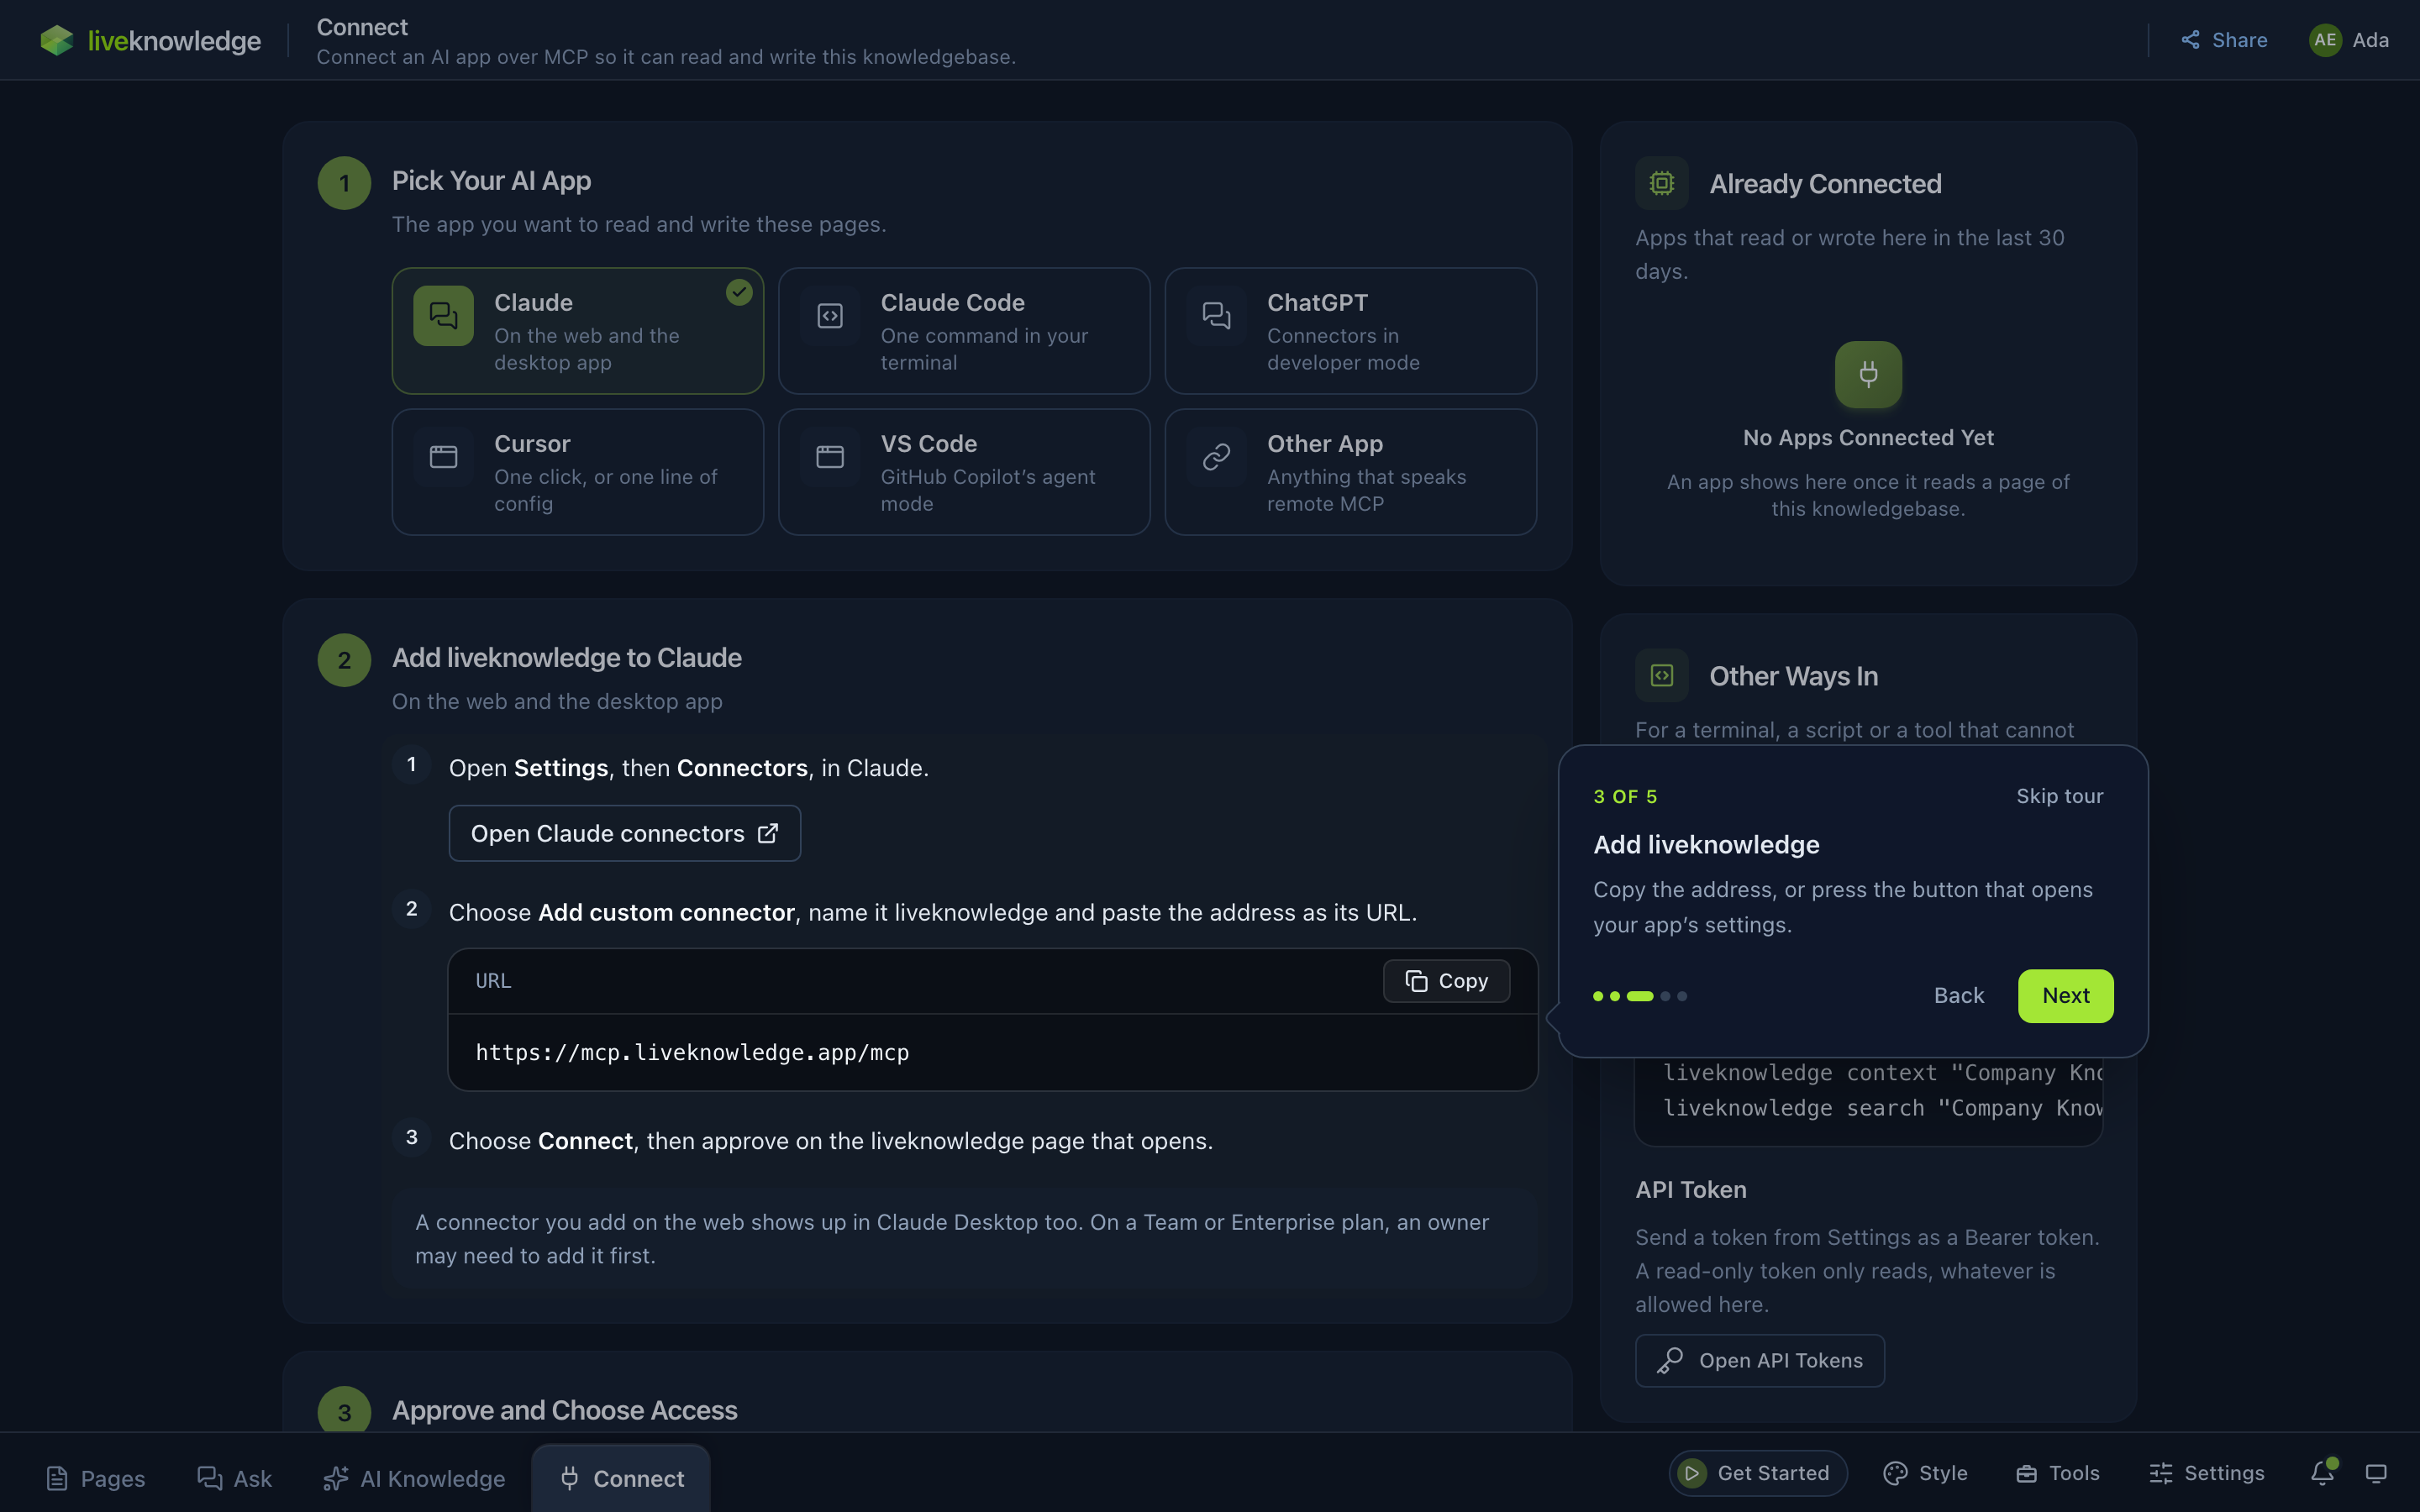 liveknowledge
Connect
Connect an AI app over MCP so it can read and write this knowledgebase.
Share
AE
Ada
1
Pick Your AI App
The app you want to read and write these pages.
Claude
On the web and the
desktop app
Claude Code
One command in your
terminal
ChatGPT
Connectors in
developer mode
Cursor
One click, or one line of
config
VS Code
GitHub Copilot’s agent
mode
Other App
Anything that speaks
remote MCP
2
Add liveknowledge to Claude
On the web and the desktop app
1
Open Settings, then Connectors, in Claude.
Open Claude connectors
2
Choose Add custom connector, name it liveknowledge and paste the address as its URL.
URL
Copy
https://mcp.liveknowledge.app/mcp
3
Choose Connect, then approve on the liveknowledge page that opens.
A connector you add on the web shows up in Claude Desktop too. On a Team or Enterprise plan, an owner
may need to add it first.
3
Approve and Choose Access
Already Connected
Apps that read or wrote here in the last 30
days.
No Apps Connected Yet
An app shows here once it reads a page of
this knowledgebase.
Other Ways In
For a terminal, a script or a tool that cannot
3 OF 5
Skip tour
Add liveknowledge
Copy the address, or press the button that opens
your app’s settings.
Back
Next
liveknowledge context "Company Kno
liveknowledge search "Company Know
API Token
Send a token from Settings as a Bearer token.
A read-only token only reads, whatever is
allowed here.
Open API Tokens
Pages
Ask
AI Knowledge
Connect
Get Started
Style
Tools
Settings